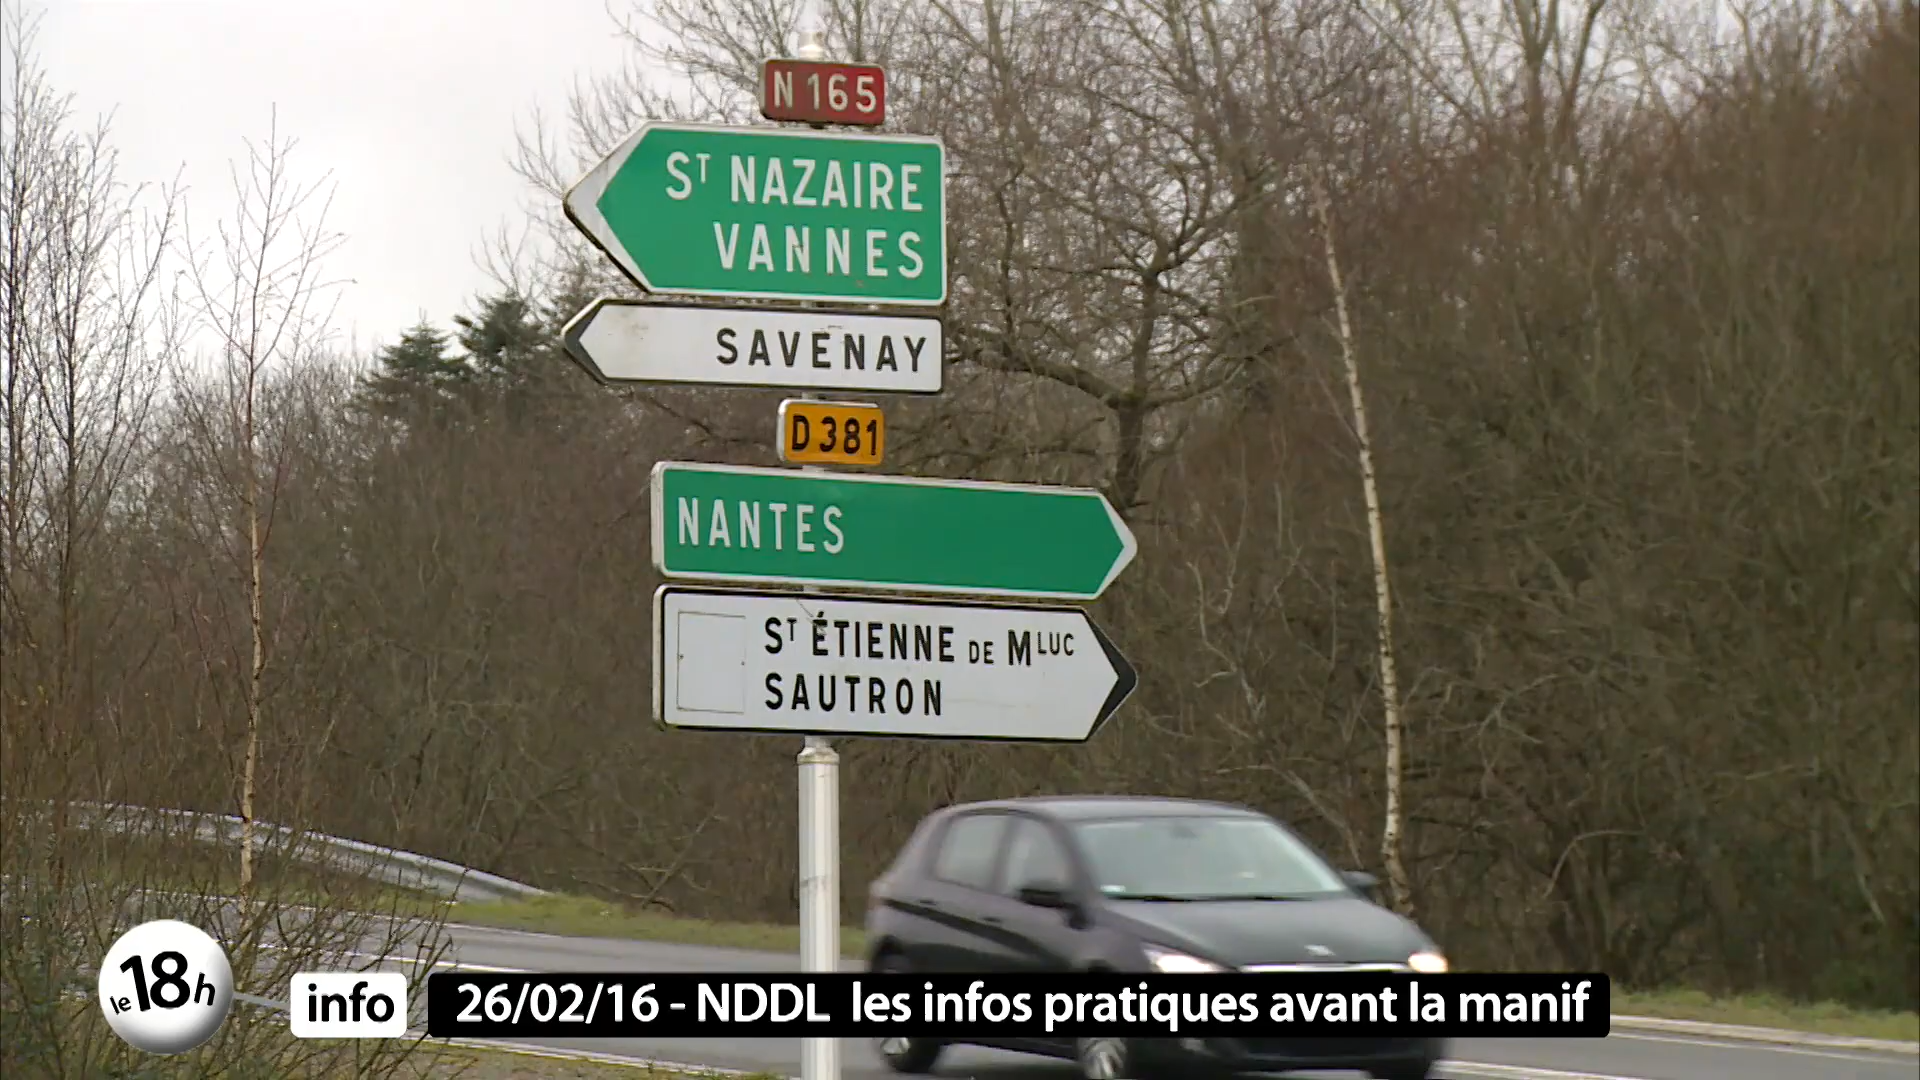 N 165
ST NAZAIRE
VANNES
SAVENAY
D 381
NANTES
ST ÉTIENNE DE MLUC
SAUTRON
le 18h
info
26/02/16 - NDDL les infos pratiques avant la manif